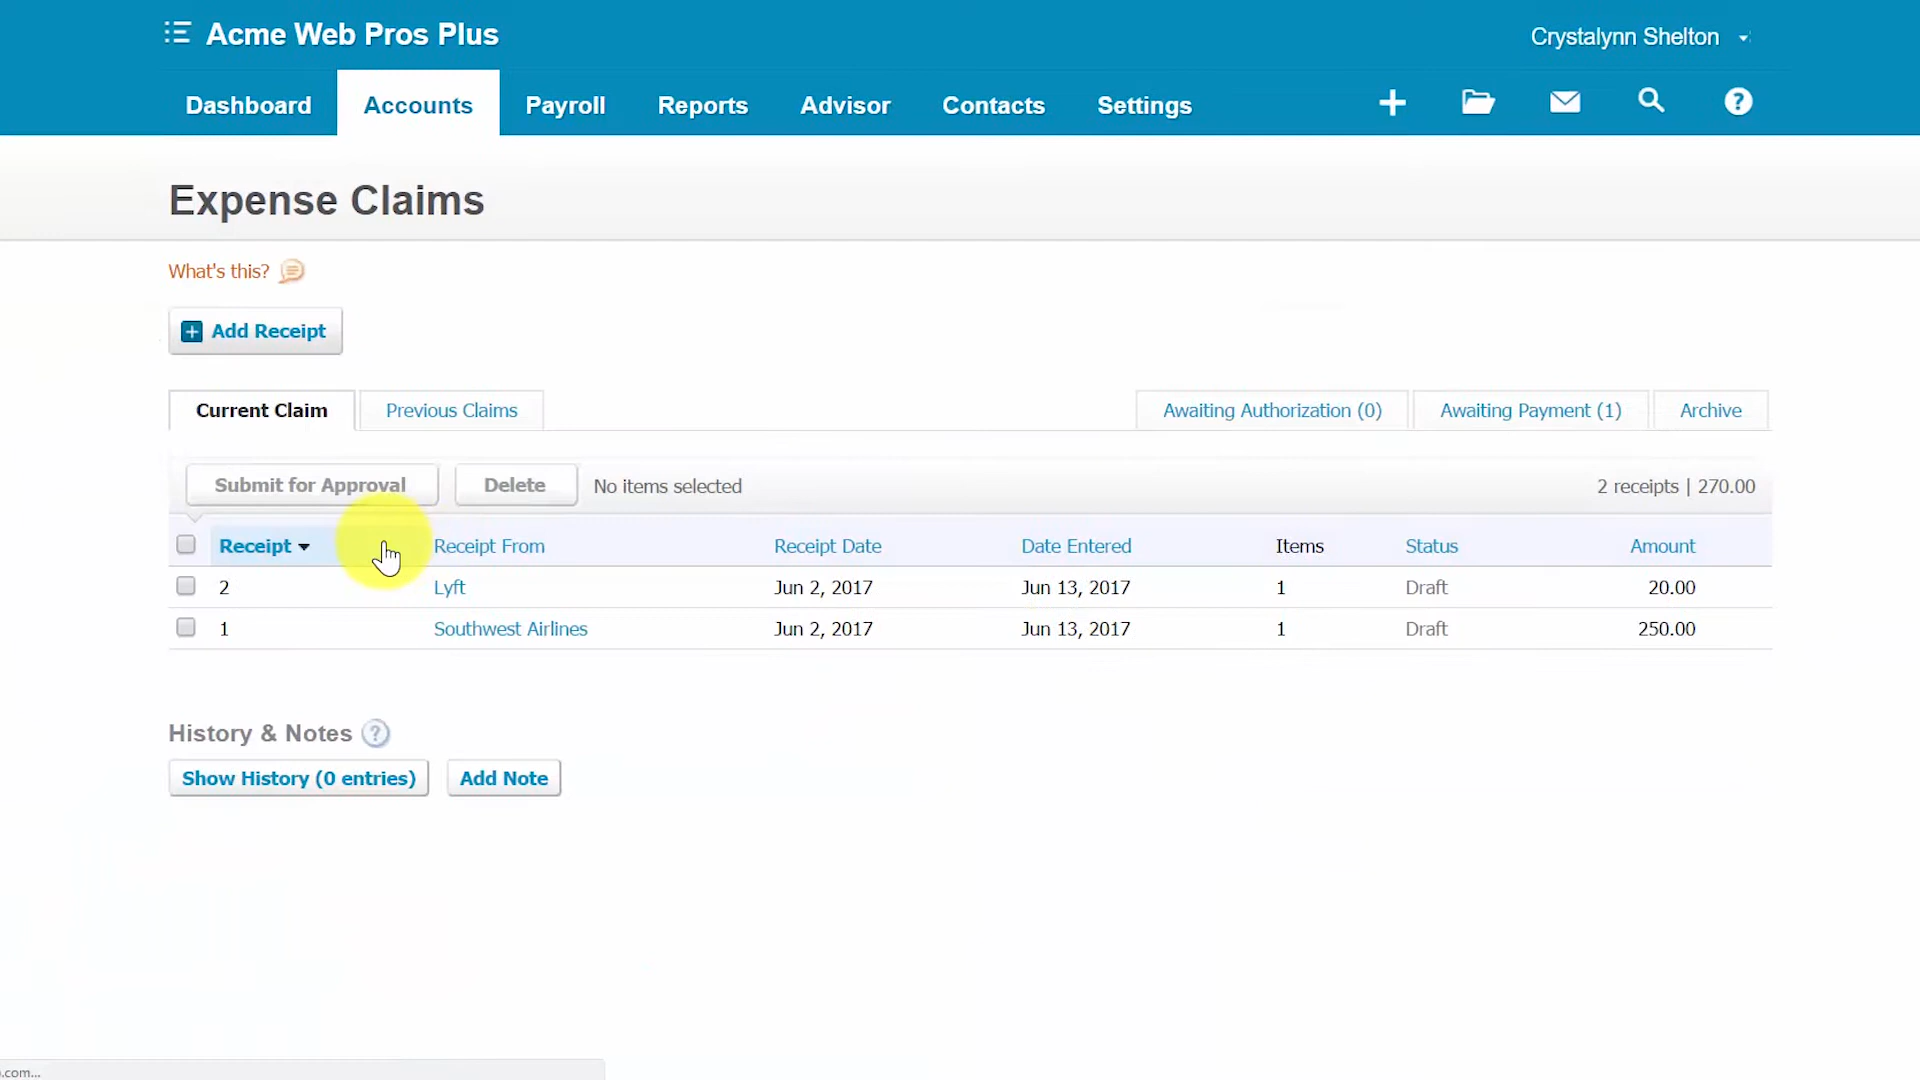 Acme Web Pros Plus
Crystalynn Shelton
Dashboard Accounts Payroll Reports Advisor Contacts Settings
Expense Claims
What's this?
Add Receipt
Current Claim Previous Claims Awaiting Authorization (0) Awaiting Payment (1) Archive
Submit for Approval Delete No items selected 2 receipts | 270.00
Receipt Receipt From Receipt Date Date Entered Items Status Amount
2 Lyft Jun 2, 2017 Jun 13, 2017 1 Draft 20.00
1 Southwest Airlines Jun 2, 2017 Jun 13, 2017 1 Draft 250.00
History & Notes ?
Show History (0 entries) Add Note
.com...